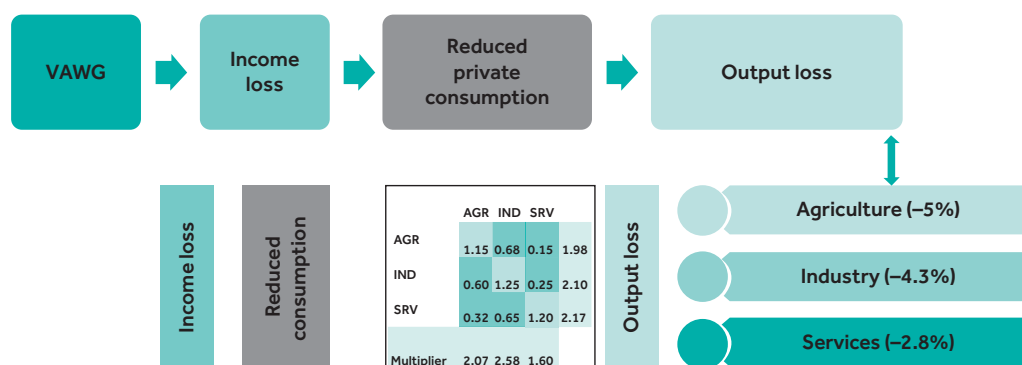 VAWG
Income
loss
Reduced
private
consumption
Output loss
Income loss
Reduced
consumption
AGR IND SRV
AGR 1.15 0.68 0.15 1.98
IND 0.60 1.25 0.25 2.10
SRV 0.32 0.65 1.20 2.17
Multiplier 2.07 2.58 1.60
Output loss
Agriculture (–5%)
Industry (–4.3%)
Services (–2.8%)